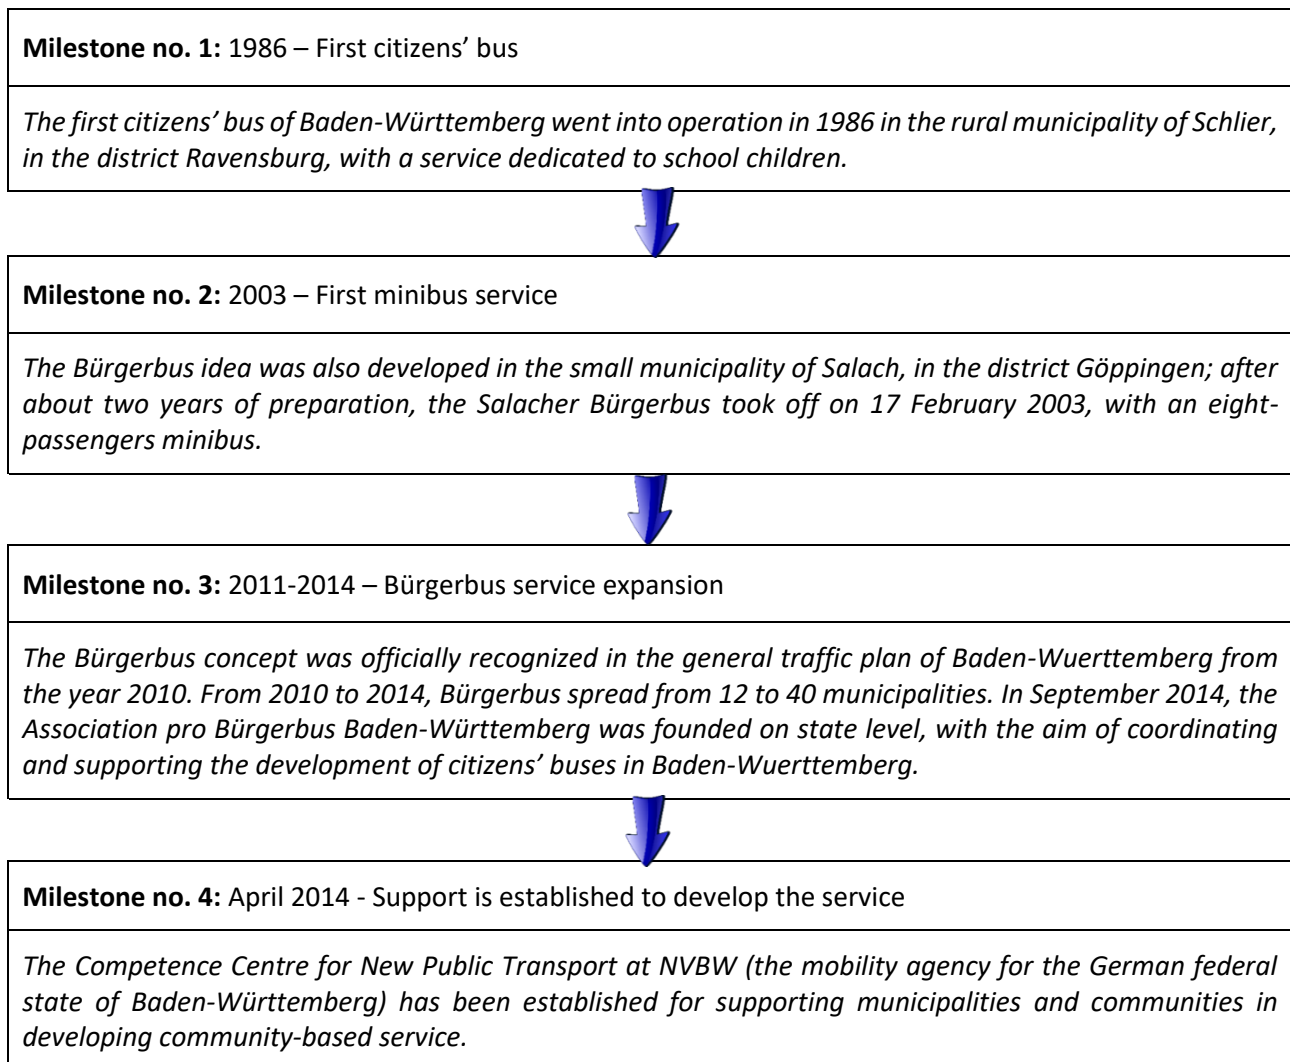 Milestone no. 1: 1986 – First citizens’ bus
The first citizens’ bus of Baden-Württemberg went into operation in 1986 in the rural municipality of Schlier,
in the district Ravensburg, with a service dedicated to school children.
Milestone no. 2: 2003 – First minibus service
The Bürgerbus idea was also developed in the small municipality of Salach, in the district Göppingen; after
about two years of preparation, the Salacher Bürgerbus took off on 17 February 2003, with an eight-
passengers minibus.
Milestone no. 3: 2011-2014 – Bürgerbus service expansion
The Bürgerbus concept was officially recognized in the general traffic plan of Baden-Wuerttemberg from
the year 2010. From 2010 to 2014, Bürgerbus spread from 12 to 40 municipalities. In September 2014, the
Association pro Bürgerbus Baden-Württemberg was founded on state level, with the aim of coordinating
and supporting the development of citizens’ buses in Baden-Wuerttemberg.
Milestone no. 4: April 2014 - Support is established to develop the service
The Competence Centre for New Public Transport at NVBW (the mobility agency for the German federal
state of Baden-Württemberg) has been established for supporting municipalities and communities in
developing community-based service.